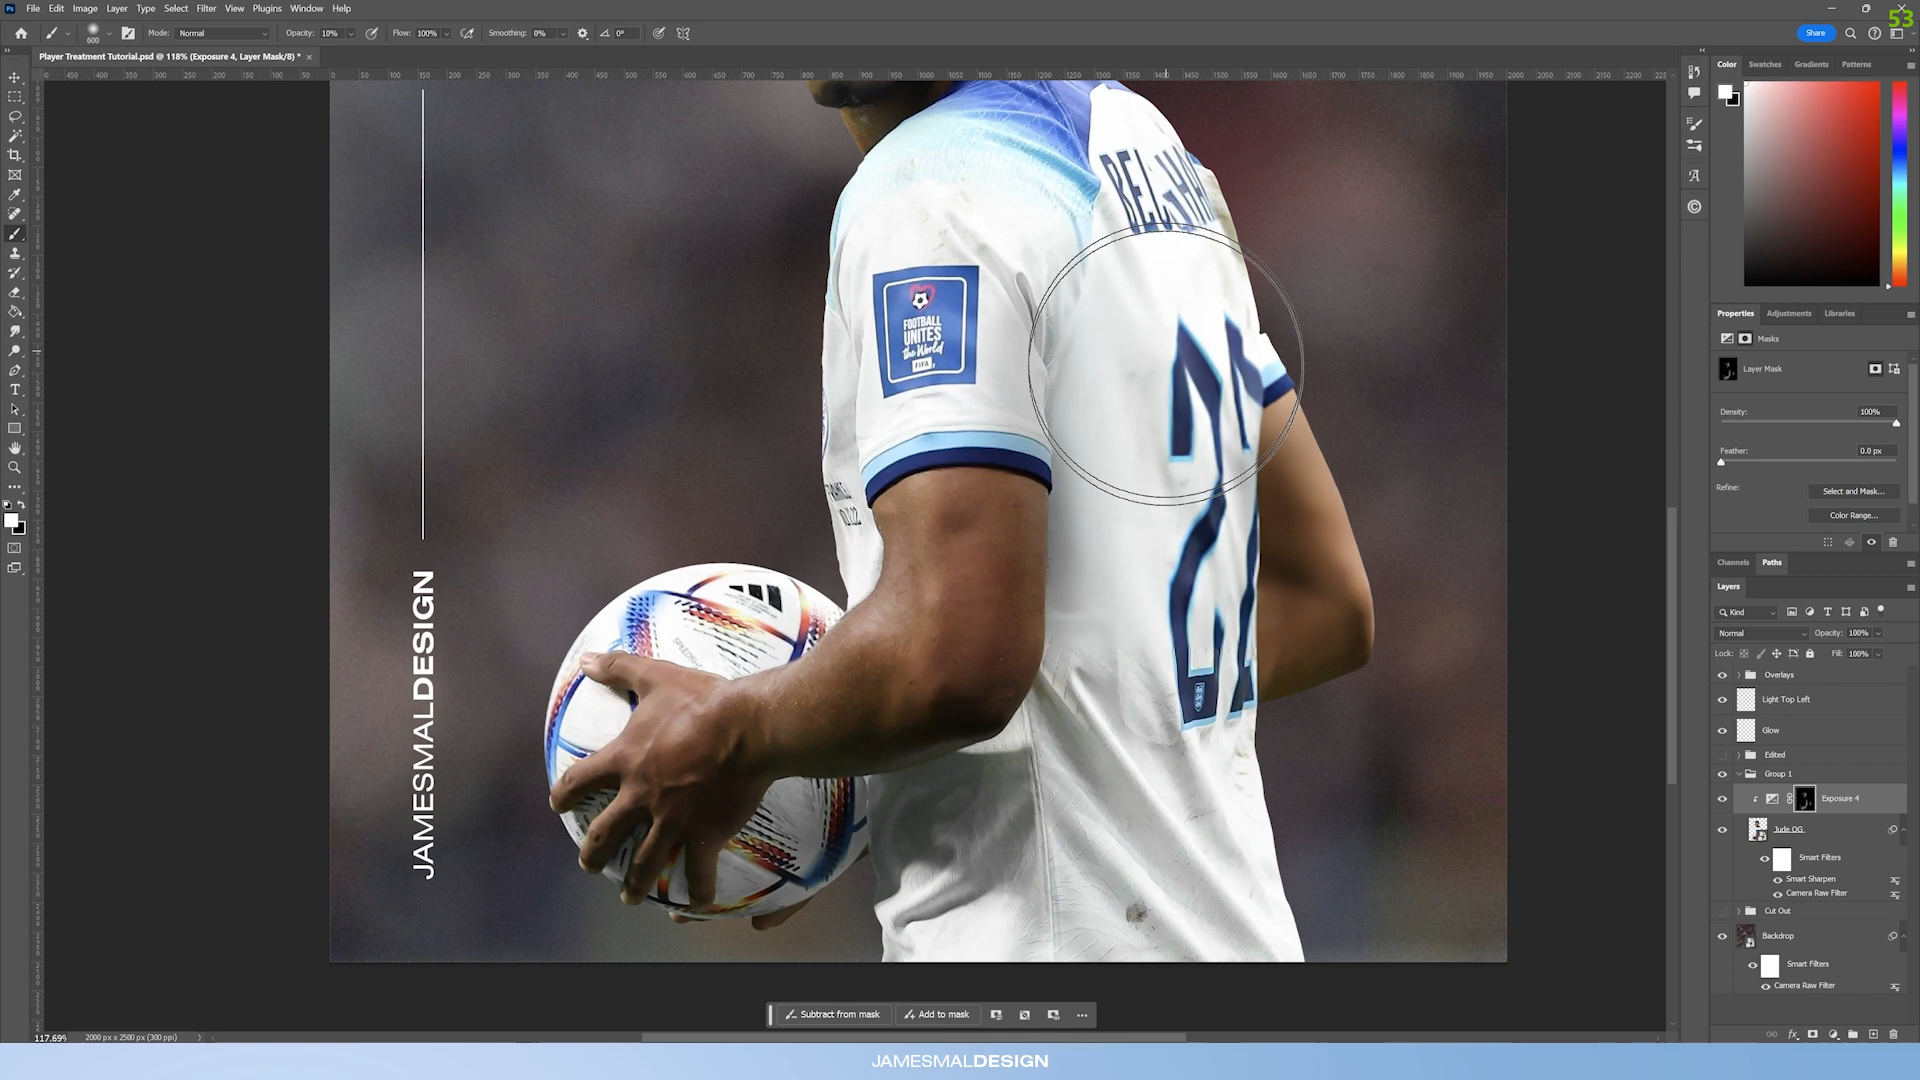 File Edit Image Layer Type Select Filter View Plugins Window Help
53
600 Mode: Normal Opacity: 10% Flow: 100% Smoothing: 0% 0° Share
Player Treatment Tutorial.psd @ 118% (Exposure 4, Layer Mask/8) *
Color Swatches Gradients Patterns
Properties Adjustments Libraries
Masks
Layer Mask
Density: 100%
Feather: 0.0 px
Refine: Select and Mask...
Color Range...
Channels Paths
Layers
Kind
Normal Opacity: 100%
Lock: Fill: 100%
Overlays
Light Top Left
Glow
Edited
Group 1
Exposure 4
Jude OG
Smart Filters
Smart Sharpen
Camera Raw Filter
Cut Out
Backdrop
Smart Filters
Camera Raw Filter
FOOTBALL
UNITES
the World
FIFA
adidas
JAMESMALDESIGN
Subtract from mask Add to mask
117.69% 2000 px x 2500 px (300 ppi)
JAMESMALDESIGN